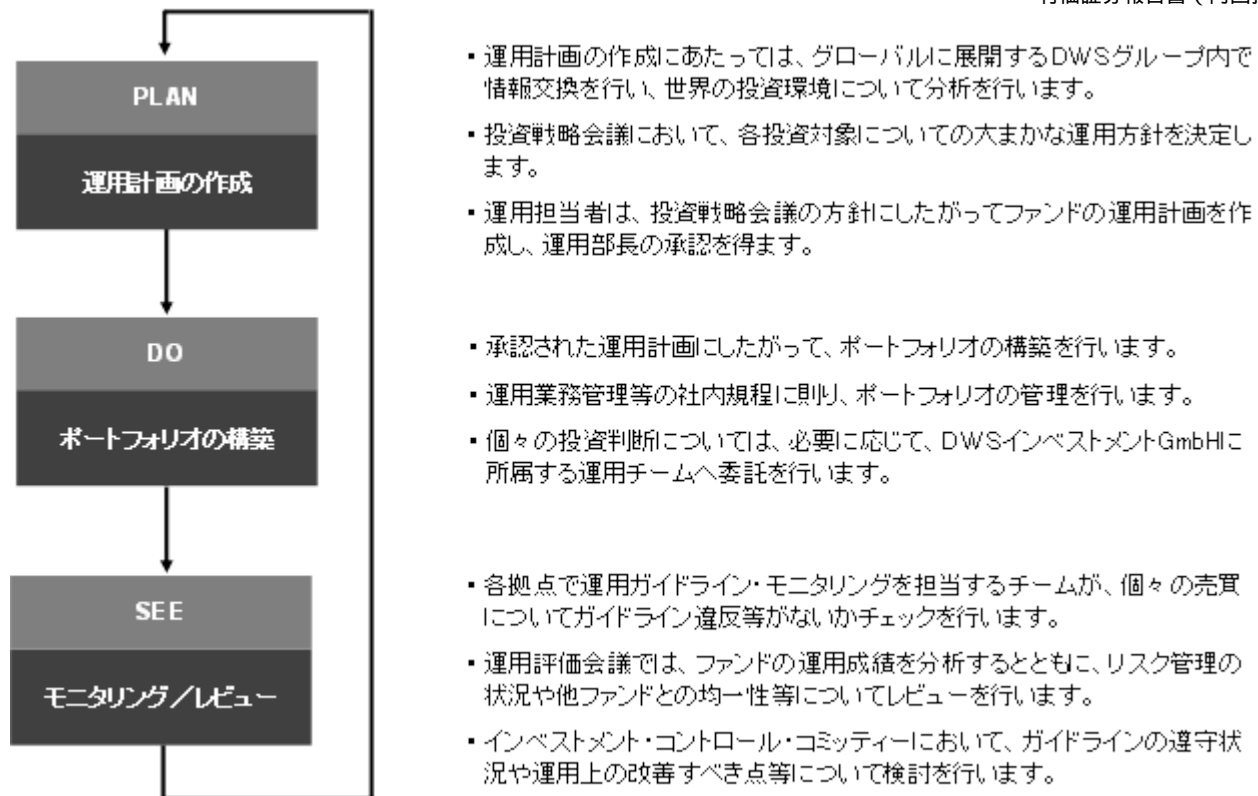 PLAN
運用計画の作成
・運用計画の作成にあたっては、グローバルに展開するDWSグループ内で
情報交換を行い、世界の投資環境について分析を行います。
・投資戦略会議において、各投資対象についての大まかな運用方針を決定し
ます。
・運用担当者は、投資戦略会議の方針にしたがってファンドの運用計画を作
成し、運用部長の承認を得ます。
DO
ポートフォリオの構築
・承認された運用計画にしたがって、ポートフォリオの構築を行います。
・運用業務管理等の社内規程に則り、ポートフォリオの管理を行います。
・個々の投資判断については、必要に応じて、DWSインベストメントGmbHに
所属する運用チームへ委託を行います。
SEE
モニタリング／レビュー
・各拠点で運用ガイドライン・モニタリングを担当するチームが、個々の売買
についてガイドライン違反等がないかチェックを行います。
・運用評価会議では、ファンドの運用成績を分析するとともに、リスク管理の
状況や他ファンドとの均一性等についてレビューを行います。
・インベストメント・コントロール・コミッティーにおいて、ガイドラインの遵守状
況や運用上の改善すべき点等について検討を行います。